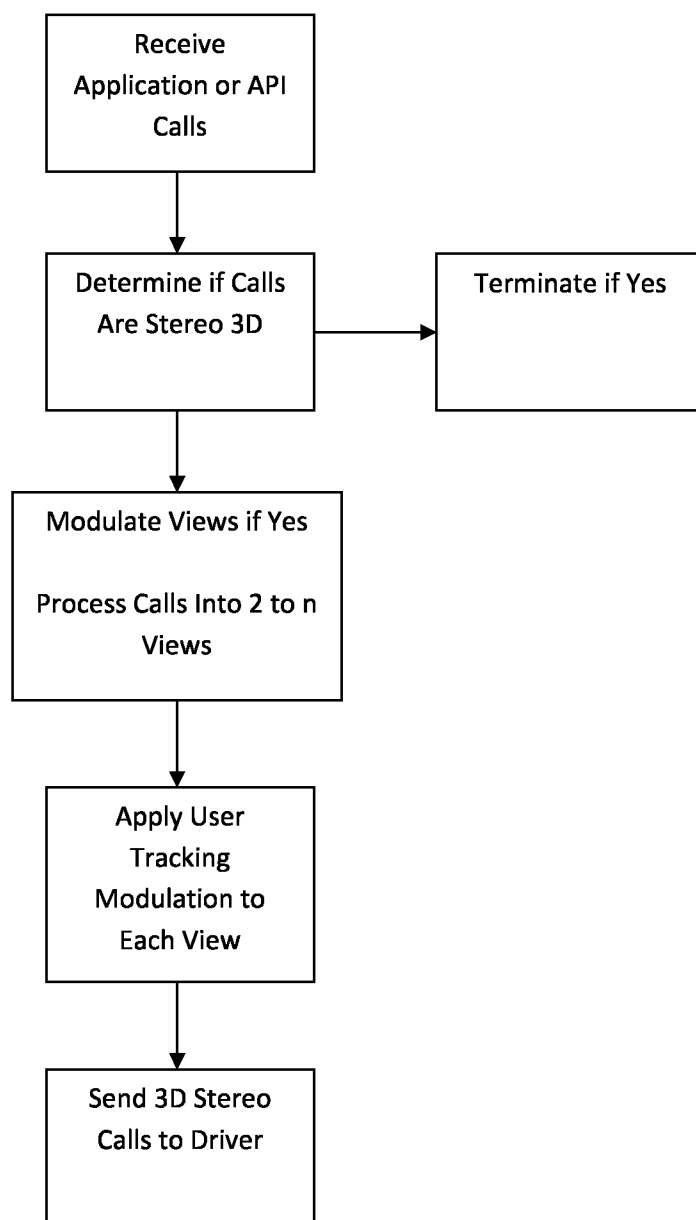 Receive
Application or API
Calls
Determine if Calls
Are Stereo 3D
Terminate if Yes
Modulate Views if Yes
Process Calls Into 2 to n
Views
Apply User
Tracking
Modulation to
Each View
Send 3D Stereo
Calls to Driver